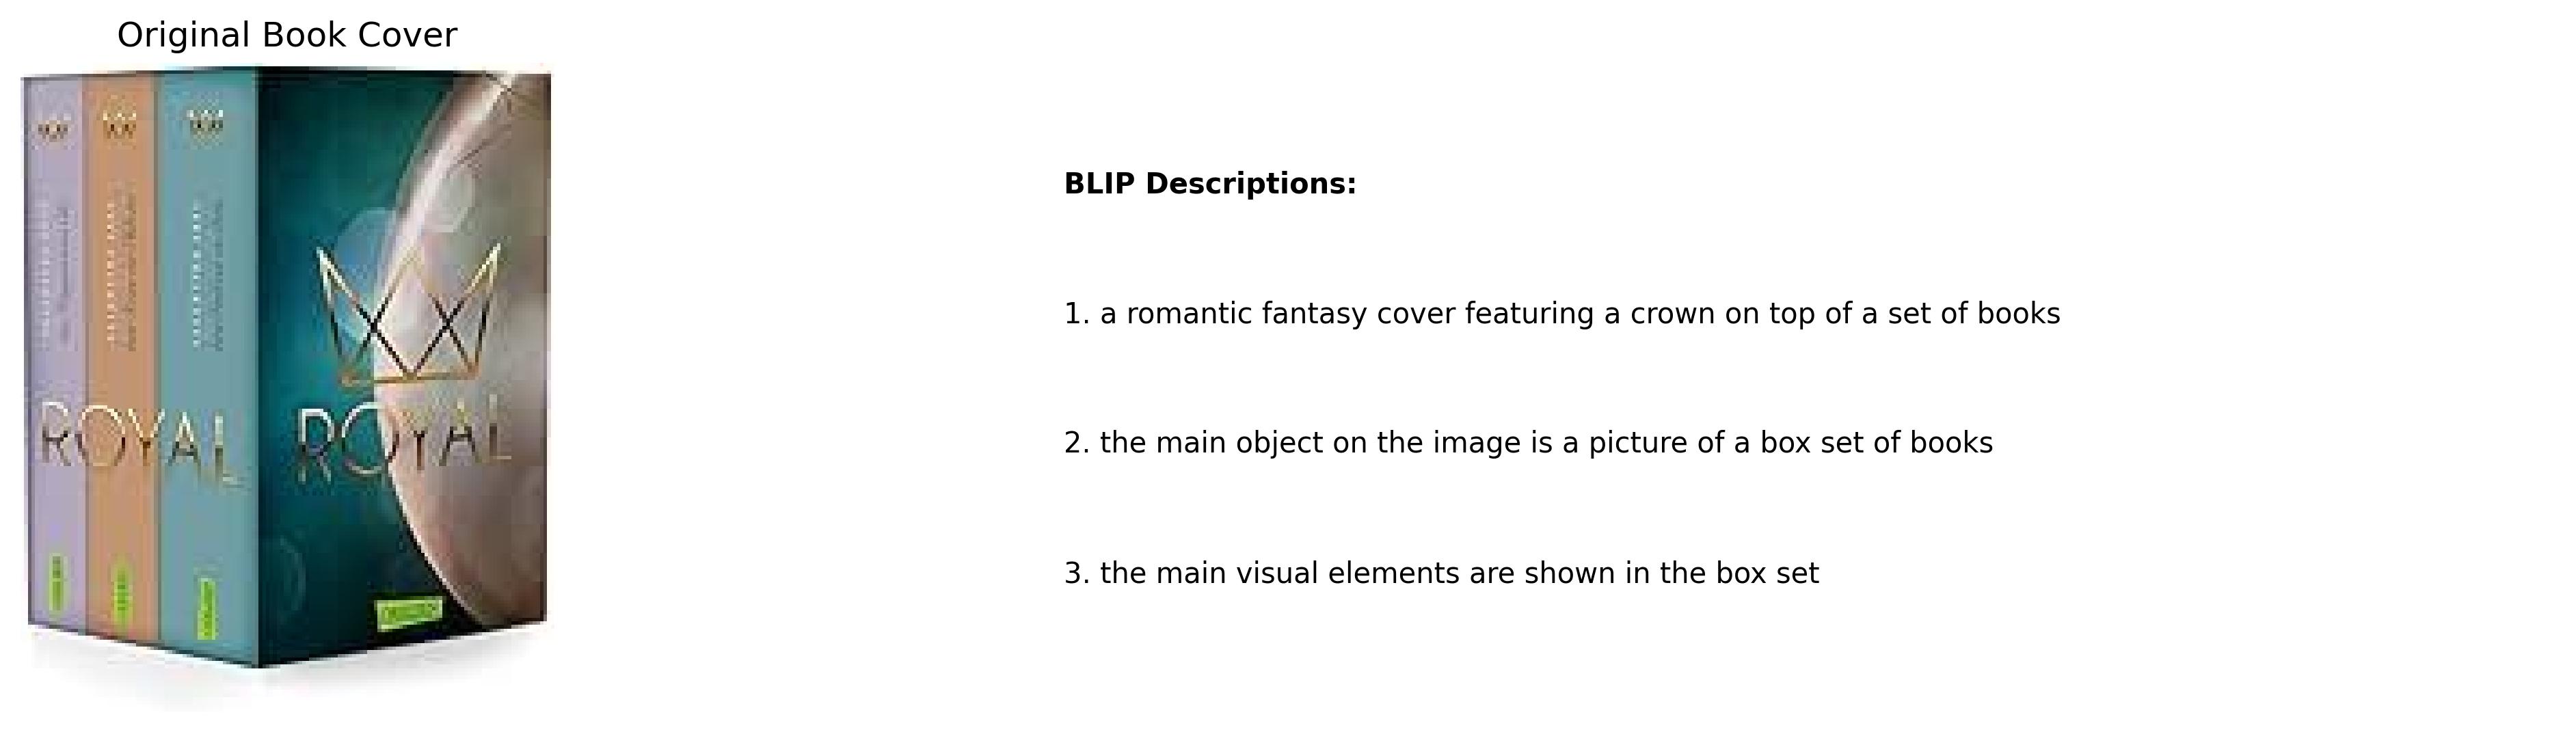 Original Book Cover
ROYAL
ROYAL
BLIP Descriptions:
1. a romantic fantasy cover featuring a crown on top of a set of books
2. the main object on the image is a picture of a box set of books
3. the main visual elements are shown in the box set